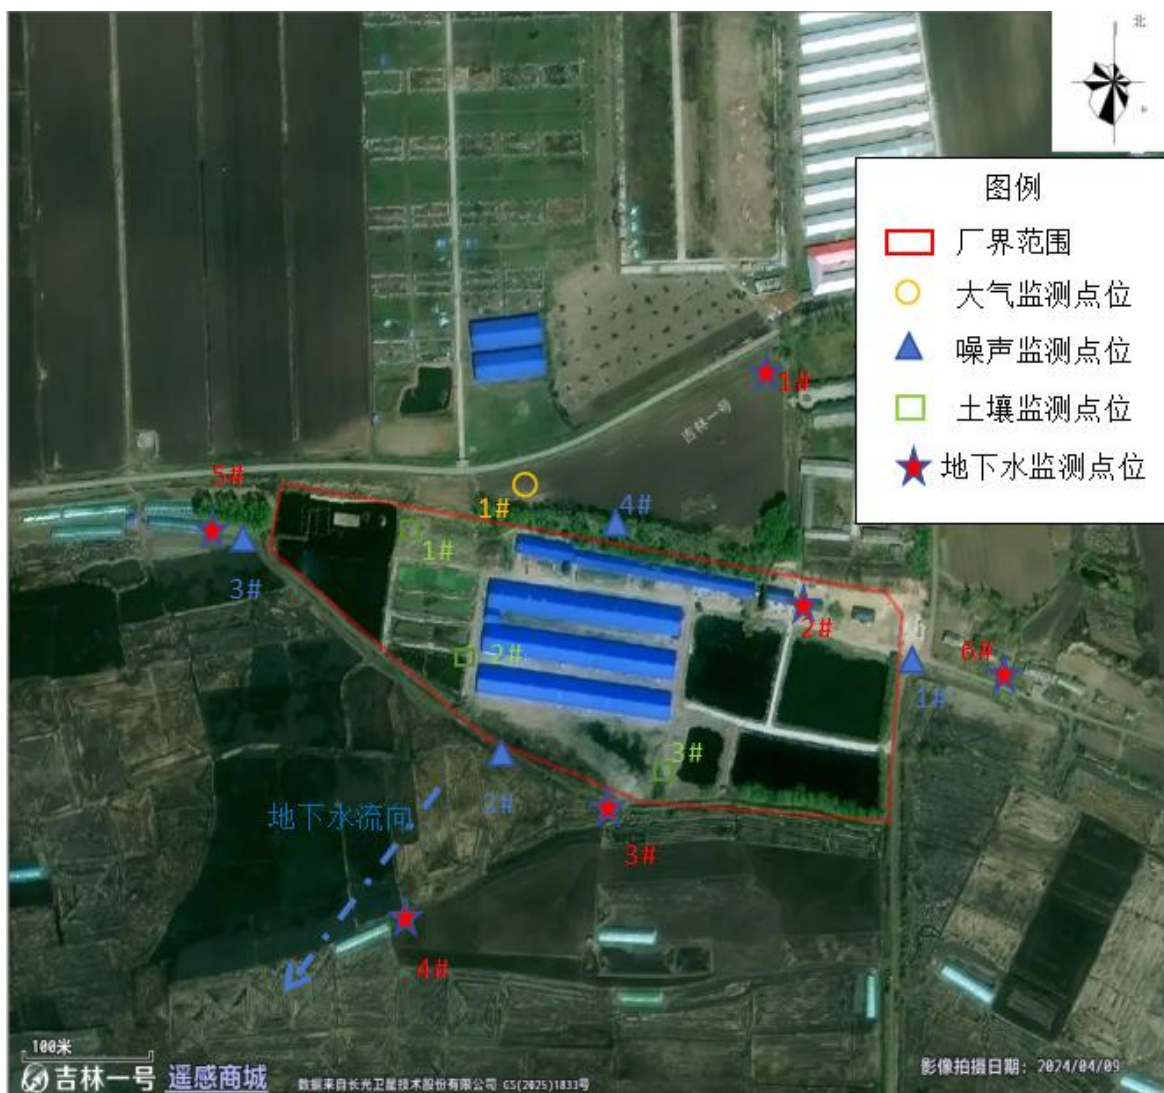 北
图例
厂界范围
大气监测点位
噪声监测点位
土壤监测点位
地下水监测点位
1#
吉林一号
5#
1#
4#
1#
3#
2#
2#
6#
1#
3#
2#
地下水流向
3#
4#
100米
吉林一号 遥感商城
数据来自长光卫星技术股份有限公司 GS(2025)1833号
影像拍摄日期: 2024/04/09